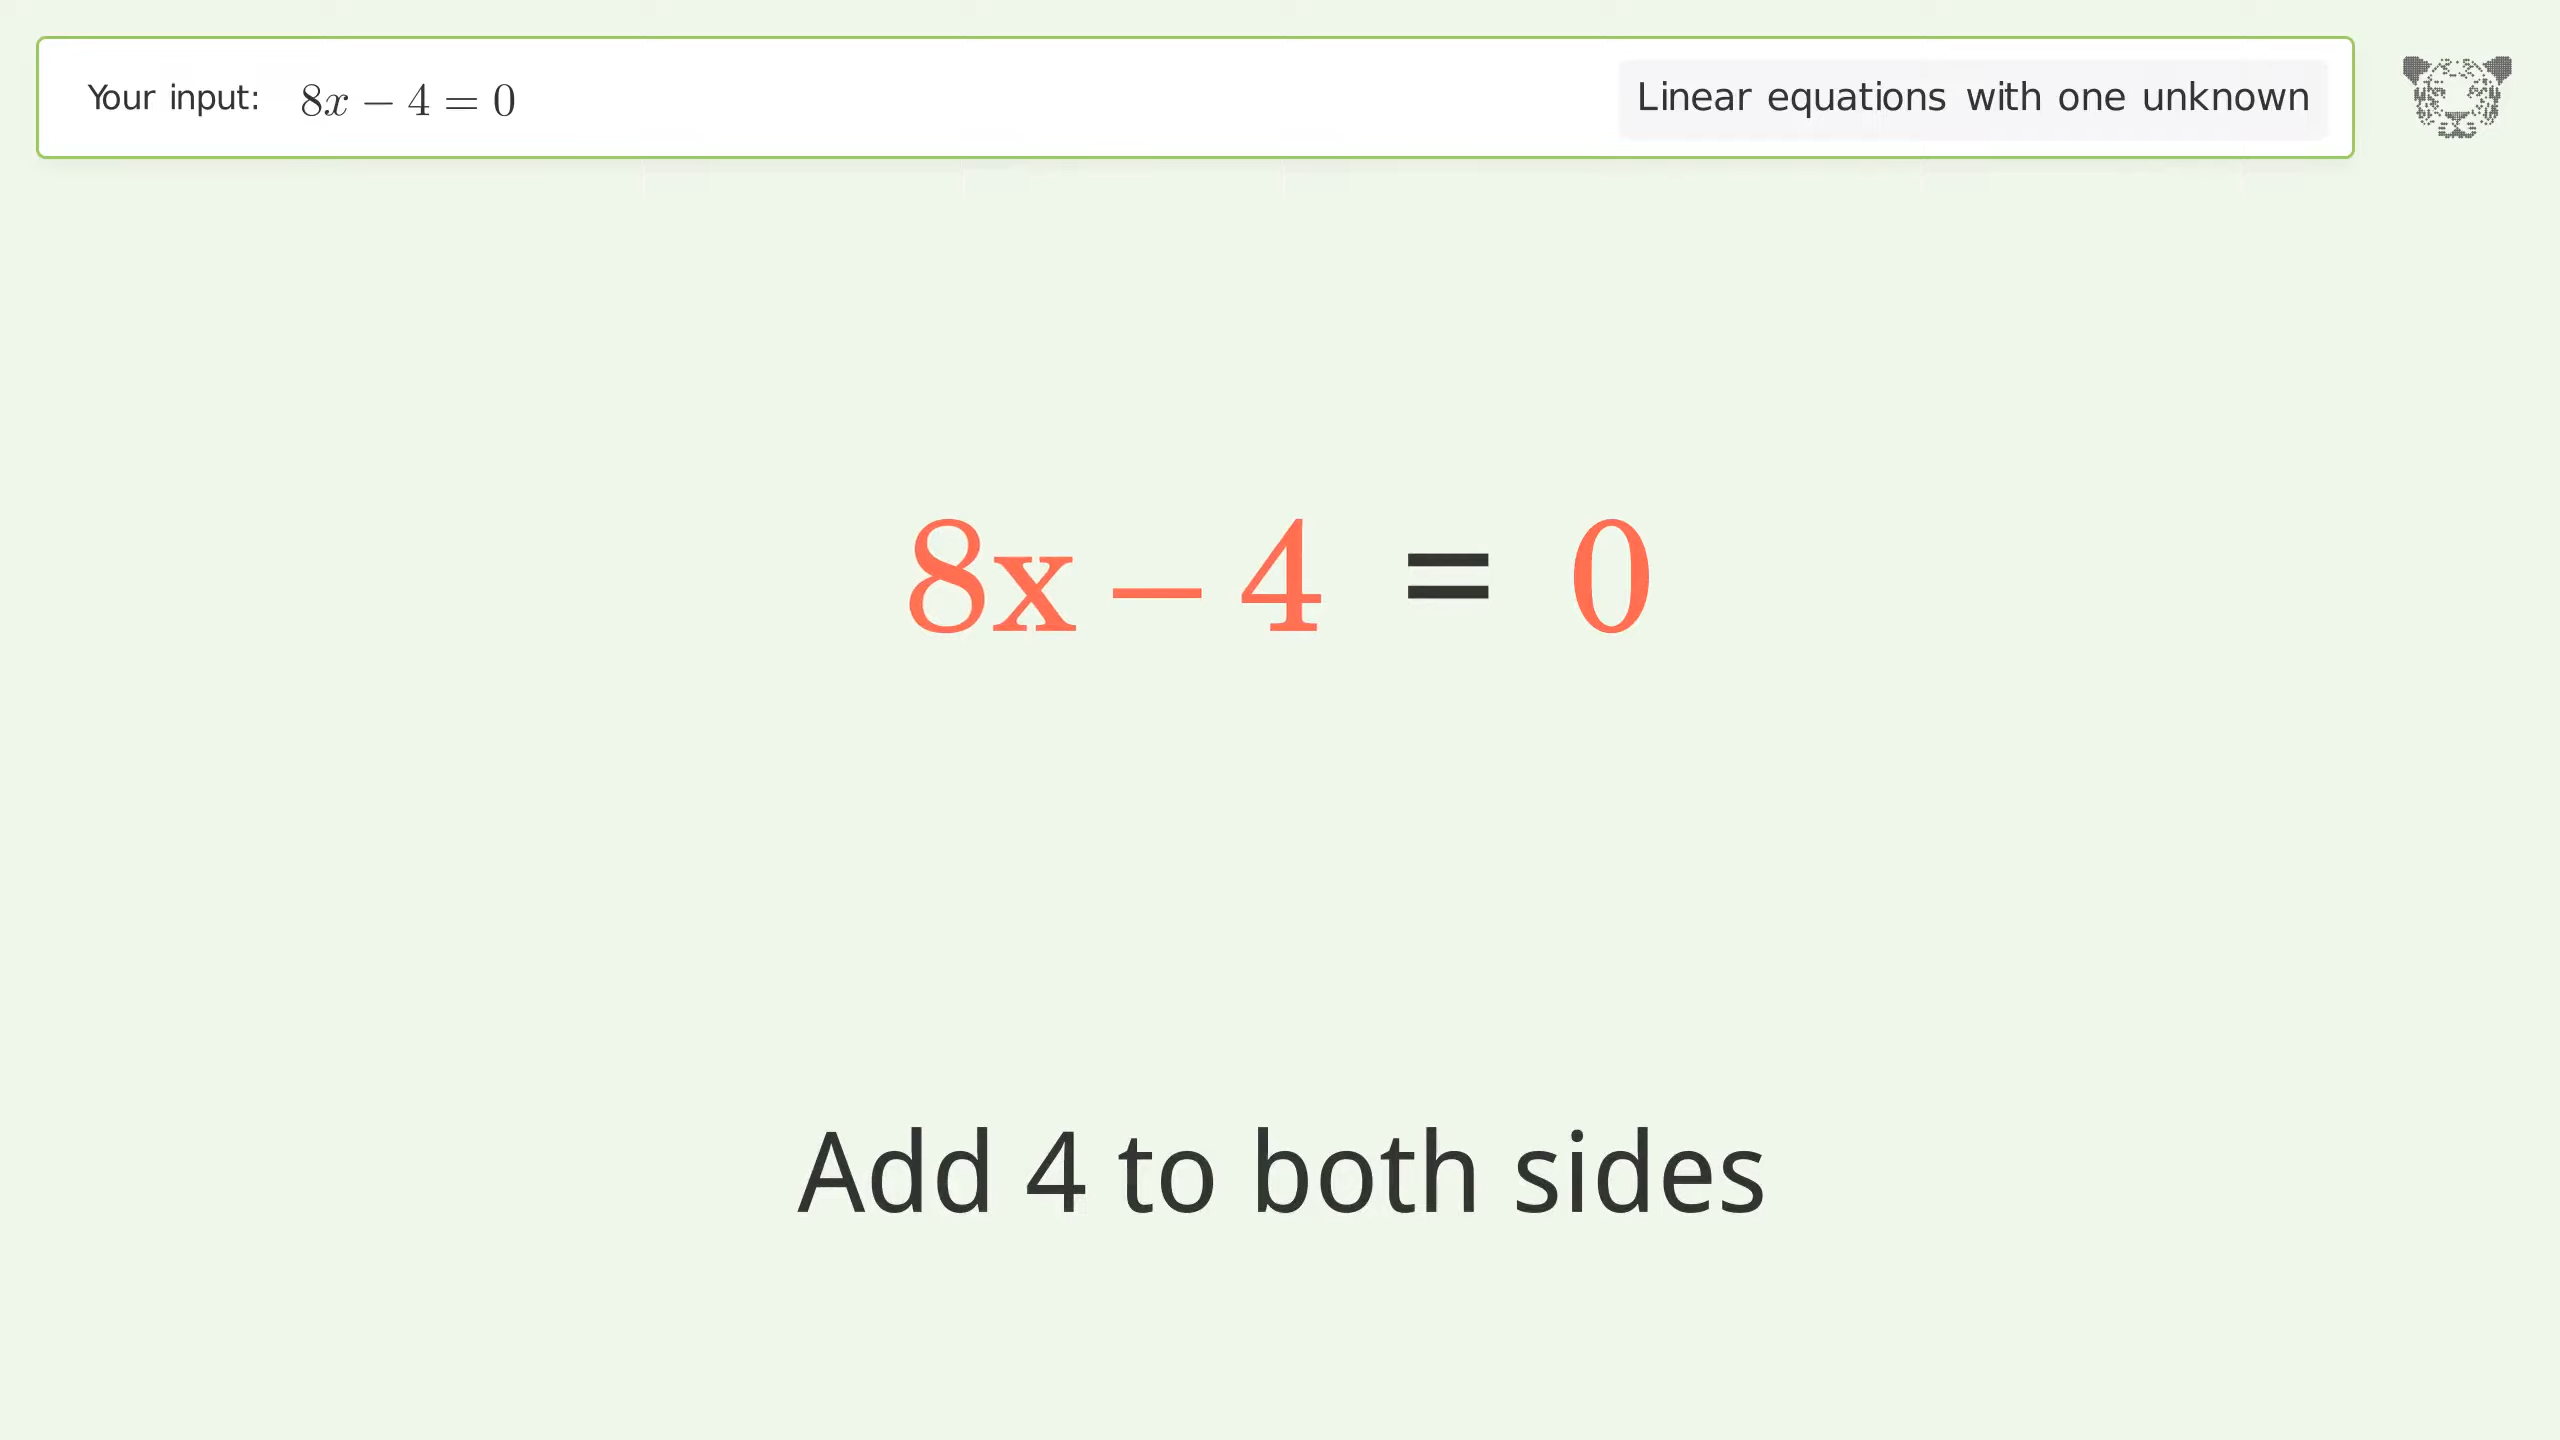 Your input: 8x − 4 = 0
Linear equations with one unknown
8x − 4 = 0
Add 4 to both sides